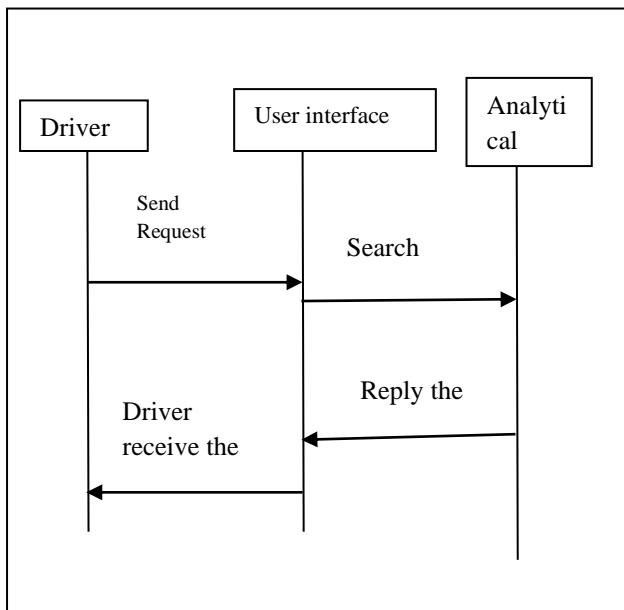 Driver
User interface
Analyti
cal
Send
Request
Search
Reply the
Driver
receive the